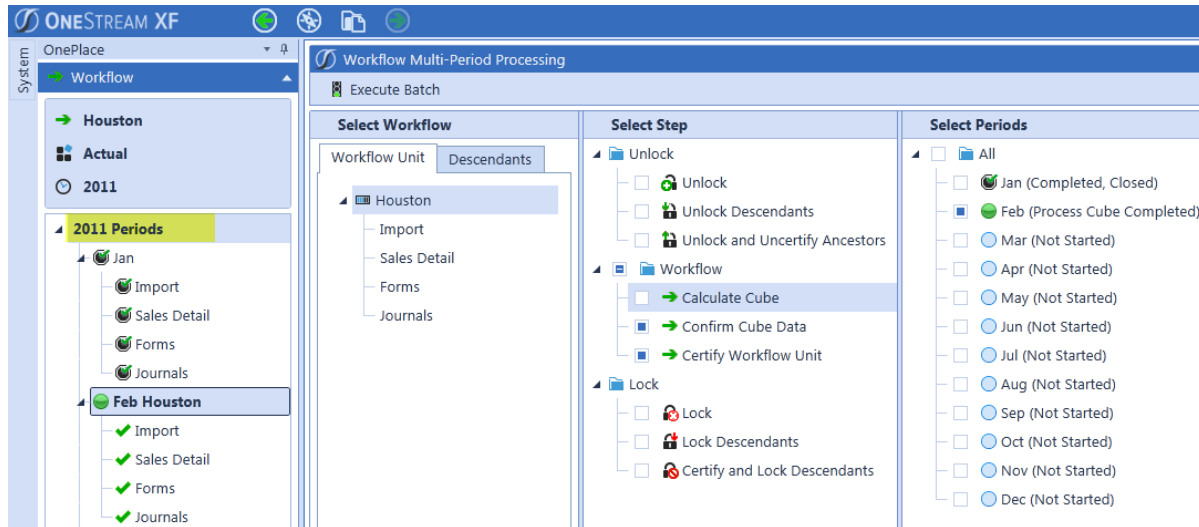 ONESTREAM XF
System
OnePlace
Workflow
Houston
Actual
2011
2011 Periods
Jan
Import
Sales Detail
Forms
Journals
Feb Houston
Import
Sales Detail
Forms
Journals
Workflow Multi-Period Processing
Execute Batch
Select Workflow
Workflow Unit Descendants
Houston
Import
Sales Detail
Forms
Journals
Select Step
Unlock
Unlock
Unlock Descendants
Unlock and Uncertify Ancestors
Workflow
Calculate Cube
Confirm Cube Data
Certify Workflow Unit
Lock
Lock
Lock Descendants
Certify and Lock Descendants
Select Periods
All
Jan (Completed, Closed)
Feb (Process Cube Completed)
Mar (Not Started)
Apr (Not Started)
May (Not Started)
Jun (Not Started)
Jul (Not Started)
Aug (Not Started)
Sep (Not Started)
Oct (Not Started)
Nov (Not Started)
Dec (Not Started)